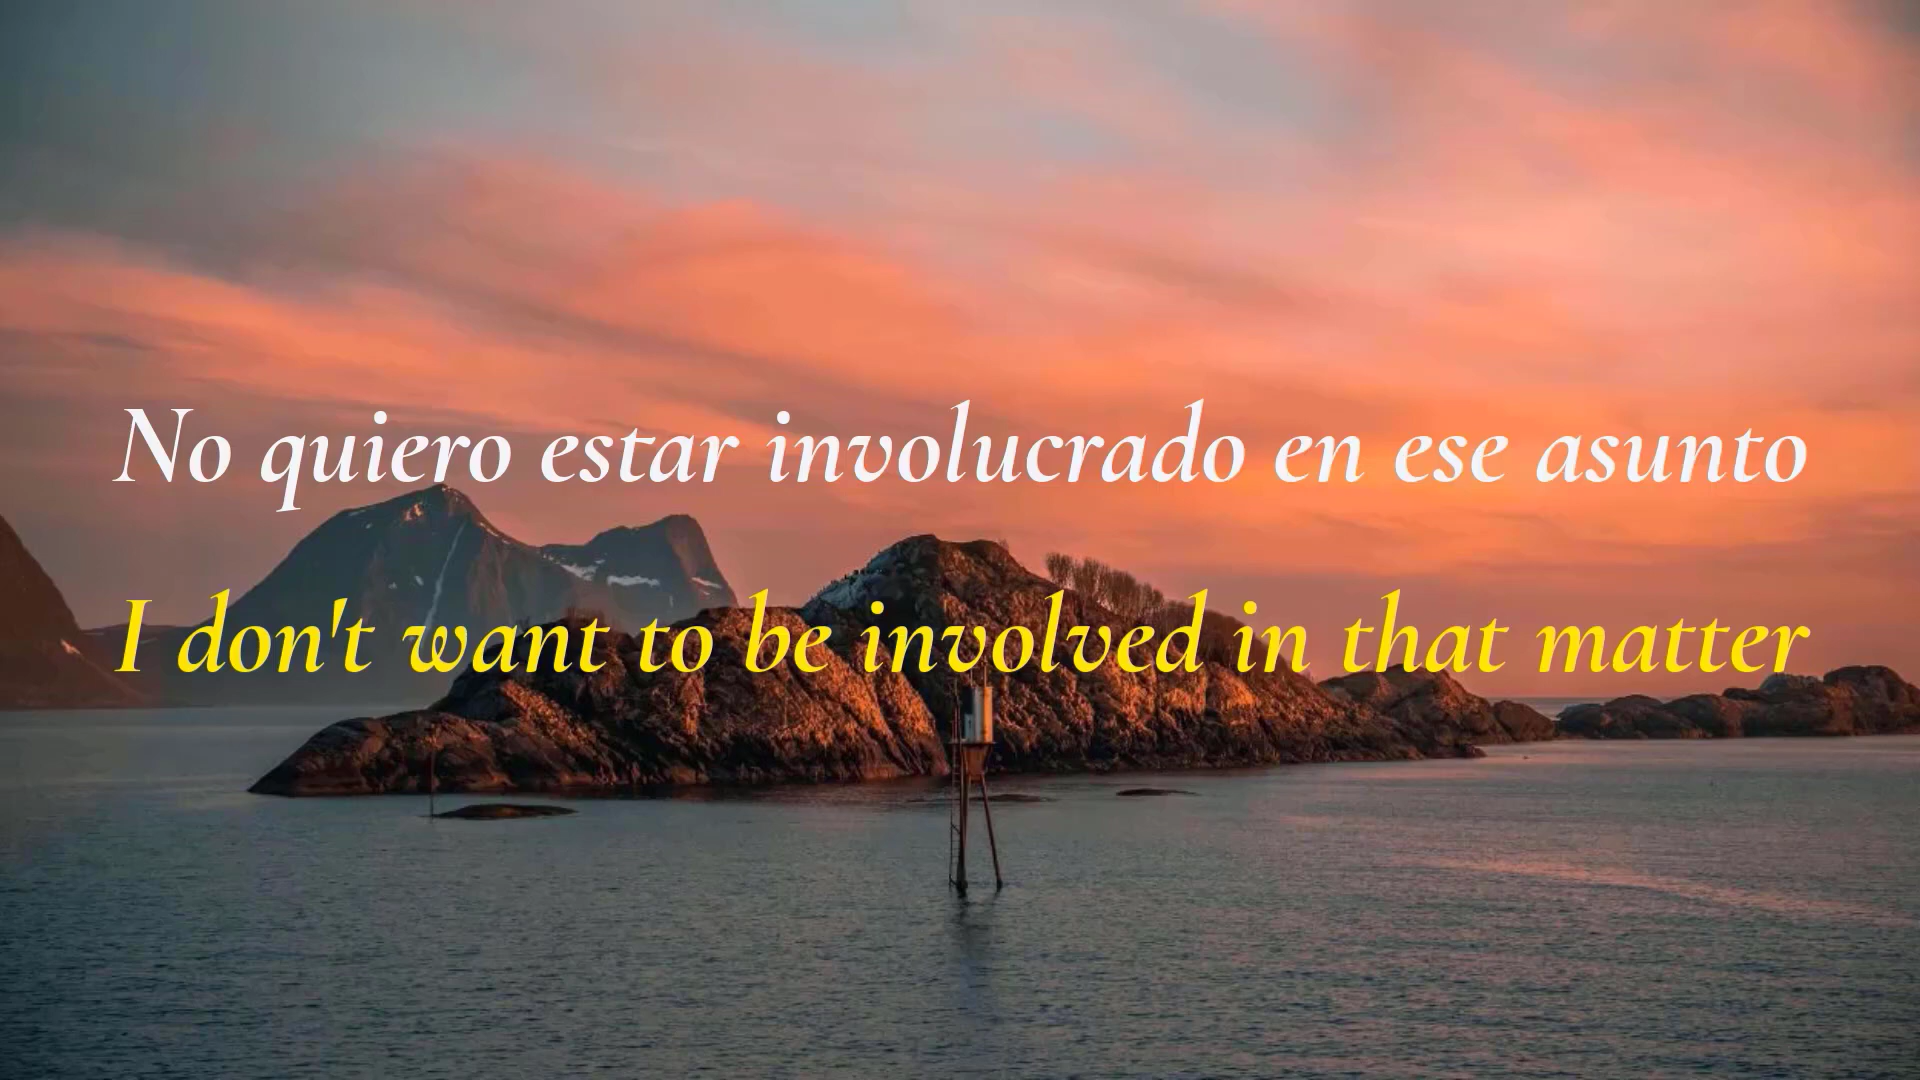 No quiero estar involucrado en ese asunto
I don't want to be involved in that matter